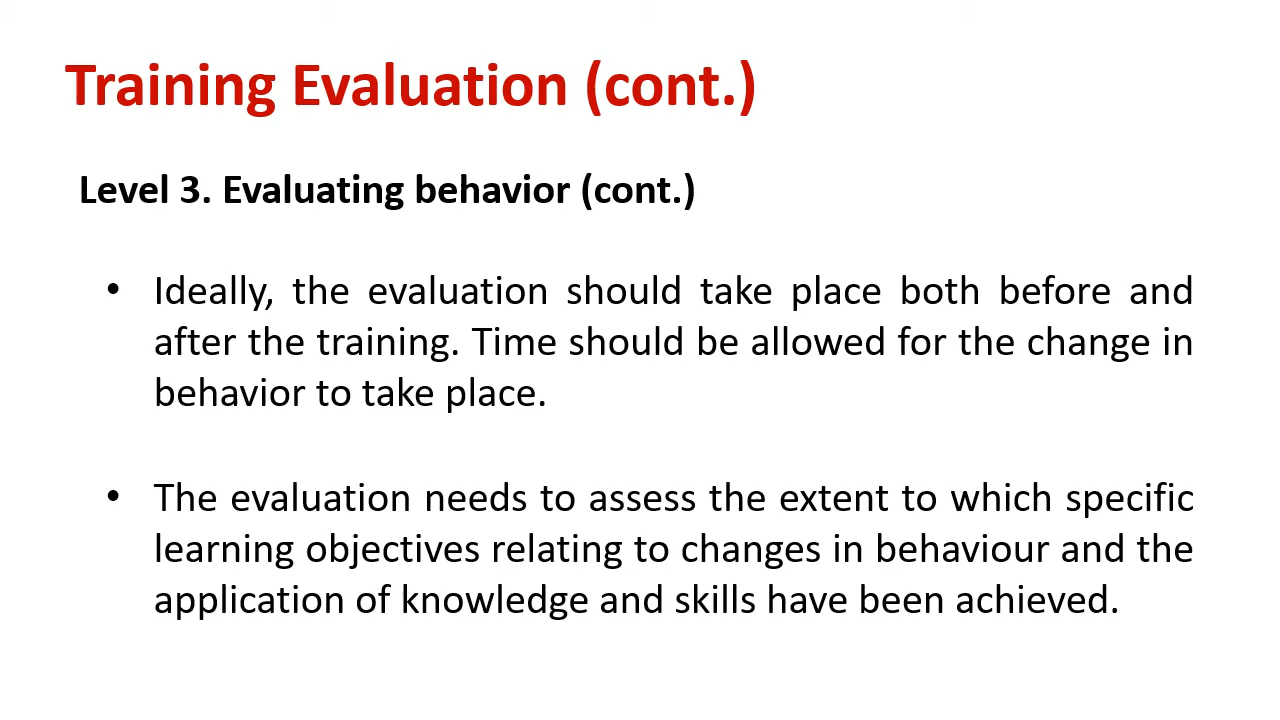 Training Evaluation (cont.)
Level 3. Evaluating behavior (cont.)
• Ideally, the evaluation should take place both before and
after the training. Time should be allowed for the change in
behavior to take place.
• The evaluation needs to assess the extent to which specific
learning objectives relating to changes in behaviour and the
application of knowledge and skills have been achieved.